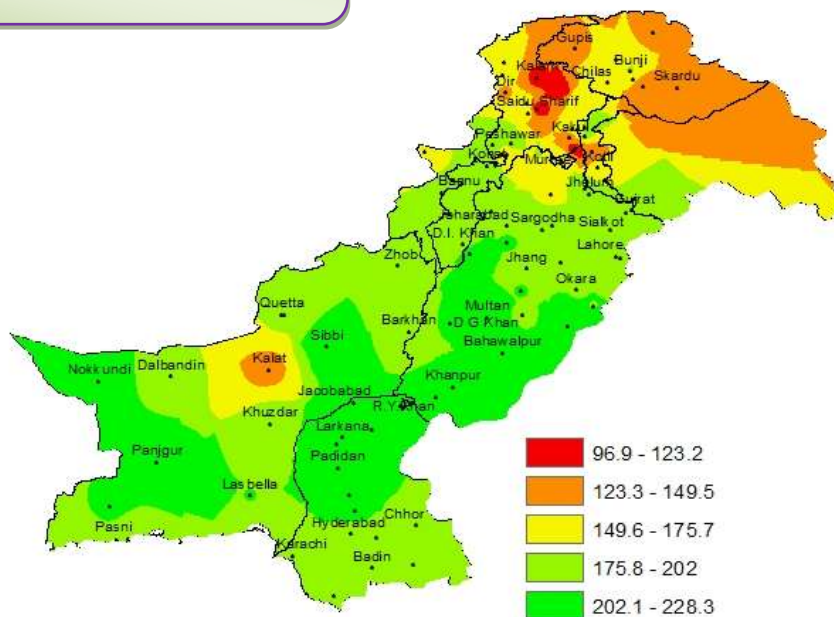 Gupis
Kalam
Bunji
Chilas
Skardu
Dir
Saidu Sharif
Peshawar
Kakul
Kohat
Murree
Kotli
Bannu
Jhelum
Gujrat
Sargodha
Sialkot
D.I. Khan
Lahore
Zhob
Jhang
Okara
Quetta
Multan
Barkhan
D G Khan
Sibbi
Bahawalpur
Kalat
Nokkundi
Dalbandin
Khanpur
Jacobabad
R.Y.Khan
Khuzdar
Larkana
Panjgur
Padidan
Las bella
Pasni
Hyderabad
Chhor
Karachi
Badin
96.9 - 123.2
123.3 - 149.5
149.6 - 175.7
175.8 - 202
202.1 - 228.3